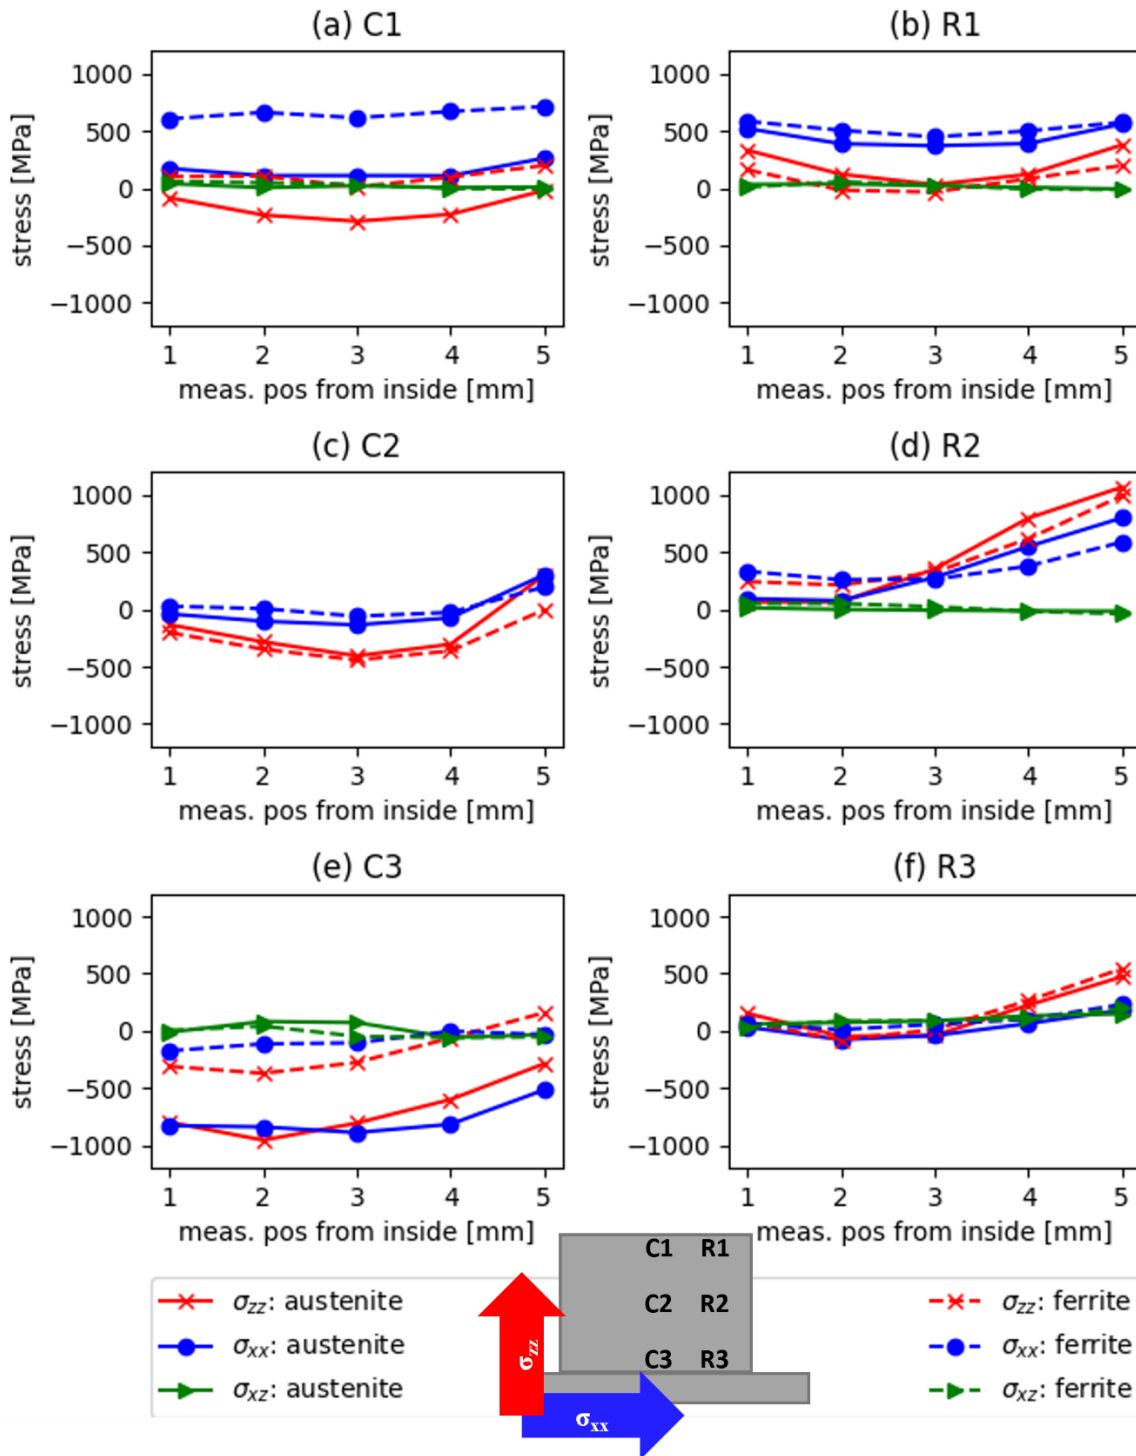 (a) C1
1000
500
0
−500
−1000
stress [MPa]
1 2 3 4 5
meas. pos from inside [mm]
(b) R1
1000
500
0
−500
−1000
stress [MPa]
1 2 3 4 5
meas. pos from inside [mm]
(c) C2
1000
500
0
−500
−1000
stress [MPa]
1 2 3 4 5
meas. pos from inside [mm]
(d) R2
1000
500
0
−500
−1000
stress [MPa]
1 2 3 4 5
meas. pos from inside [mm]
(e) C3
1000
500
0
−500
−1000
stress [MPa]
1 2 3 4 5
meas. pos from inside [mm]
(f) R3
1000
500
0
−500
−1000
stress [MPa]
1 2 3 4 5
meas. pos from inside [mm]
σzz: austenite
σxx: austenite
σxz: austenite
C1 R1
C2 R2
C3 R3
σzz
σxx
σzz: ferrite
σxx: ferrite
σxz: ferrite